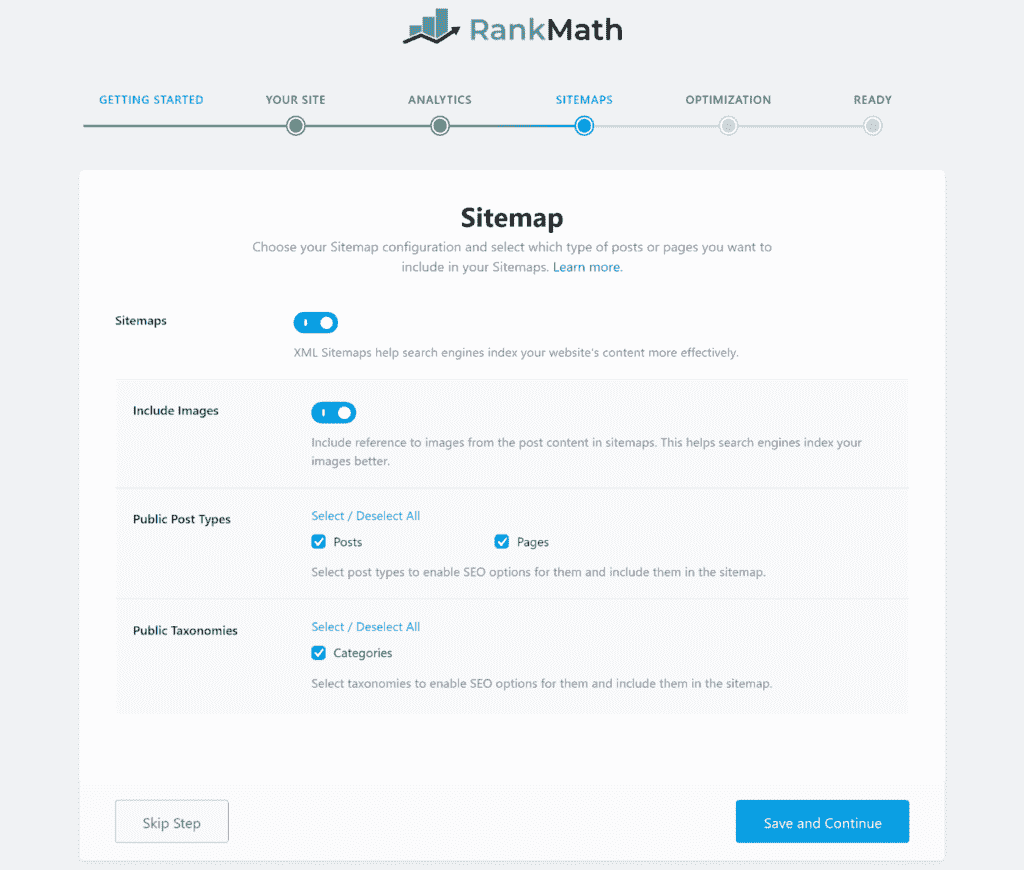 RankMath
GETTING STARTED YOUR SITE ANALYTICS SITEMAPS OPTIMIZATION READY
Sitemap
Choose your Sitemap configuration and select which type of posts or pages you want to
include in your Sitemaps. Learn more.
Sitemaps
XML Sitemaps help search engines index your website's content more effectively.
Include Images
Include reference to images from the post content in sitemaps. This helps search engines index your
images better.
Public Post Types
Select / Deselect All
Posts Pages
Select post types to enable SEO options for them and include them in the sitemap.
Public Taxonomies
Select / Deselect All
Categories
Select taxonomies to enable SEO options for them and include them in the sitemap.
Skip Step Save and Continue